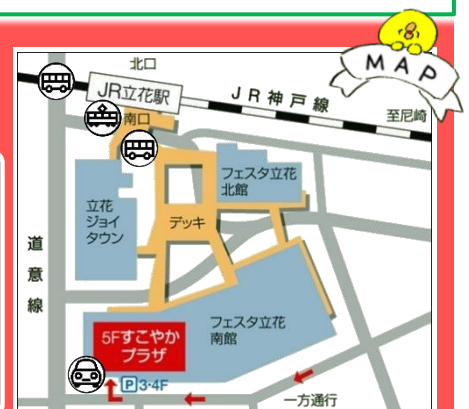 MAP
北口
JR立花駅
JR神戸線
南口
至尼崎
フェスタ立花
北館
立花
ジョイ
タウン
デッキ
道意線
フェスタ立花
南館
5Fすこやか
プラザ
P3・4F
一方通行